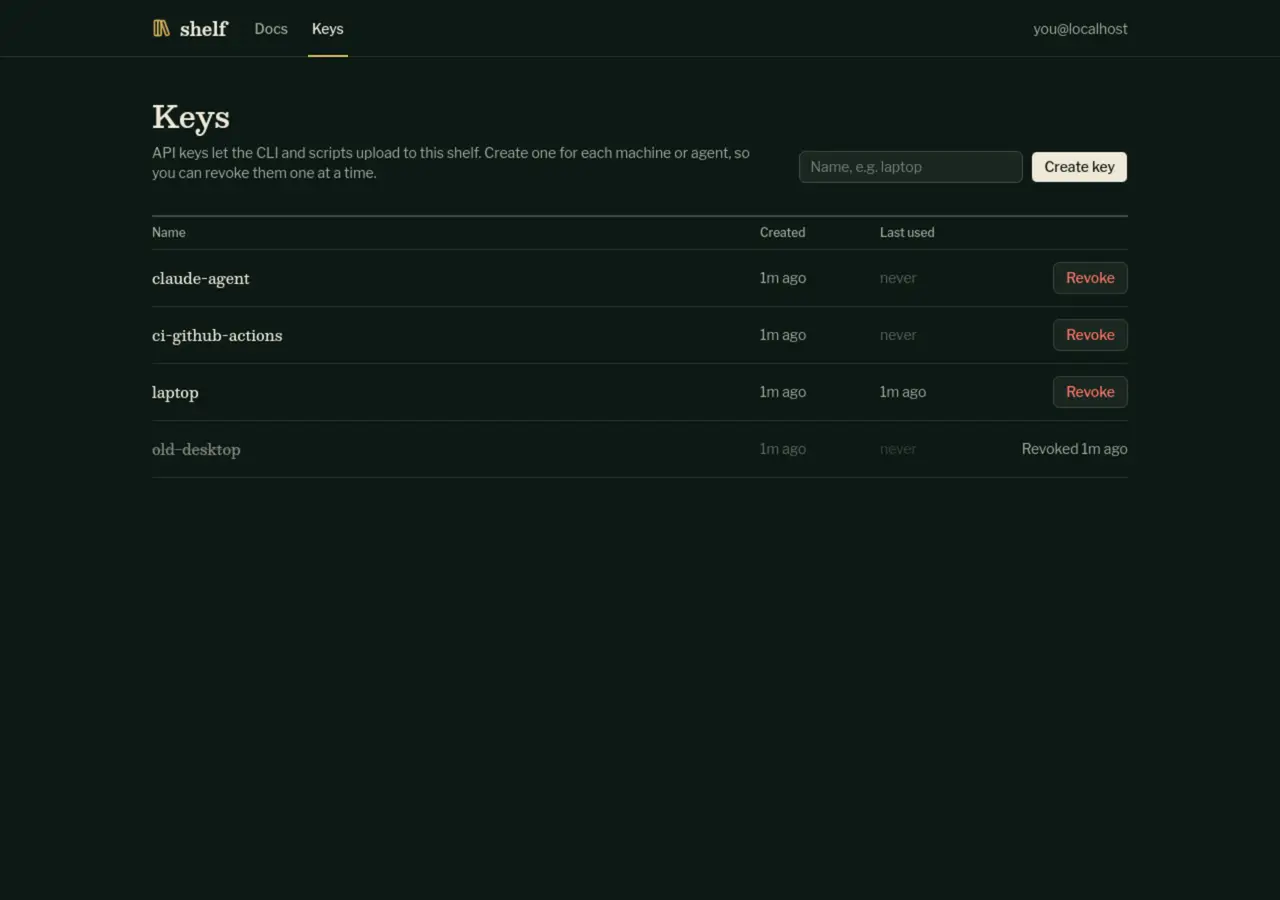 shelf Docs Keys you@localhost
Keys
API keys let the CLI and scripts upload to this shelf. Create one for each machine or agent, so
you can revoke them one at a time.
Name, e.g. laptop Create key
Name Created Last used
claude-agent 1m ago never Revoke
ci-github-actions 1m ago never Revoke
laptop 1m ago 1m ago Revoke
old-desktop 1m ago never Revoked 1m ago